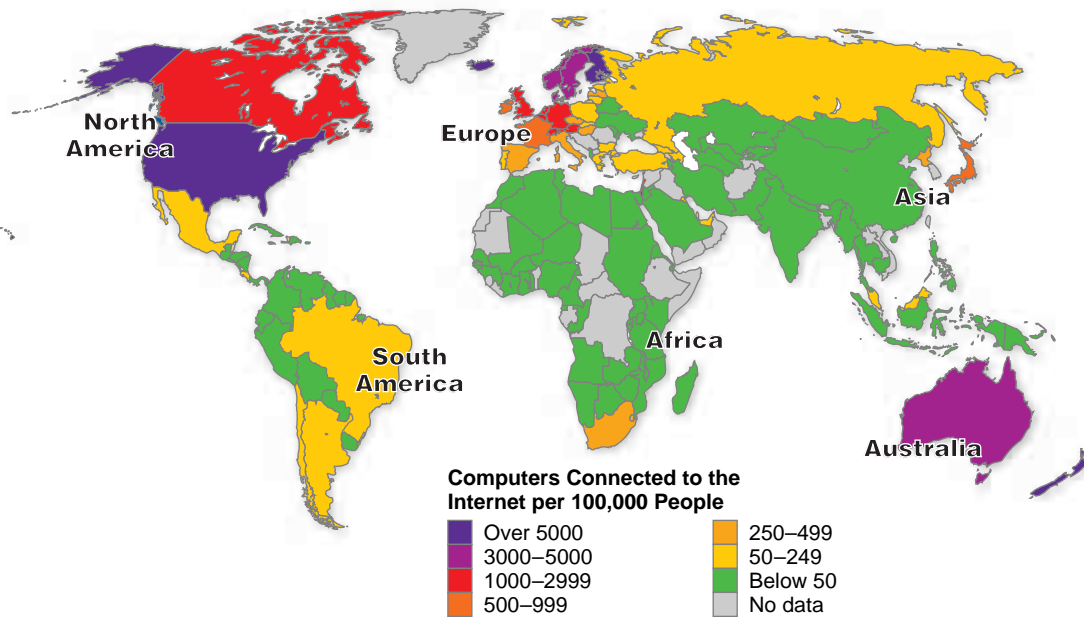 North
America
Europe
Asia
Africa
South
America
Australia
Computers Connected to the
Internet per 100,000 People
Over 5000
3000–5000
1000–2999
500–999
250–499
50–249
Below 50
No data